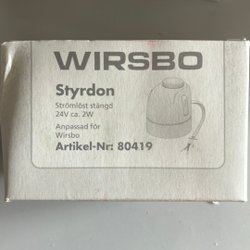 WIRSBO
Styrdon
Strömlöst stängd
24V ca. 2W
Anpassad för
Wirsbo
Artikel-Nr: 80419